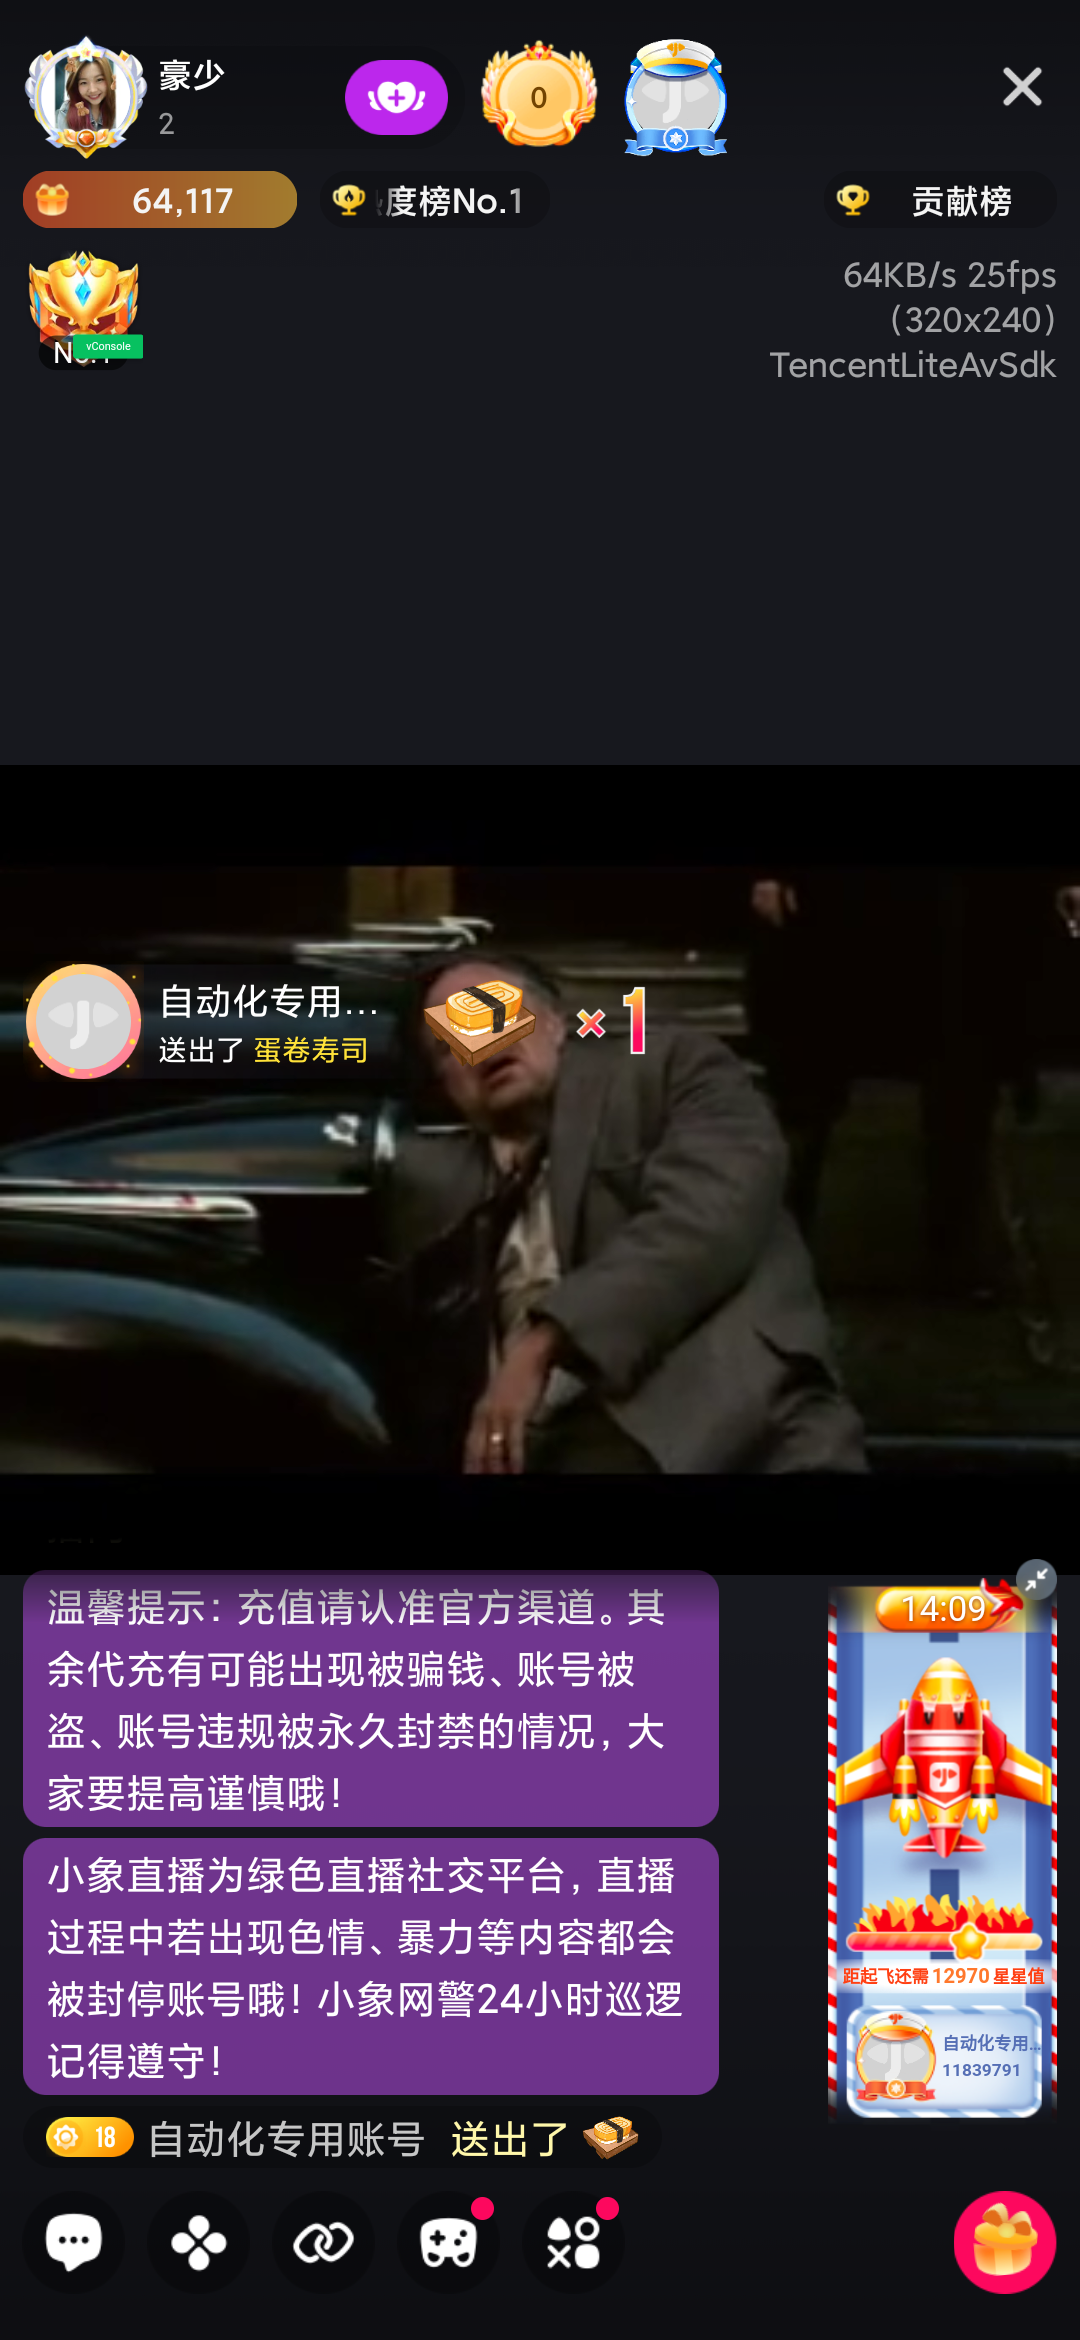 豪少
2
0
64,117
度榜No.1
贡献榜
64KB/s 25fps
(320x240)
TencentLiteAvSdk
vConsole
自动化专用...
送出了 蛋卷寿司
×1
温馨提示：充值请认准官方渠道。其
余代充有可能出现被骗钱、账号被
盗、账号违规被永久封禁的情况，大
家要提高谨慎哦！
小象直播为绿色直播社交平台，直播
过程中若出现色情、暴力等内容都会
被封停账号哦！小象网警24小时巡逻
记得遵守！
18 自动化专用账号 送出了
14:09
距起飞还需12970星星值
自动化专用...
11839791